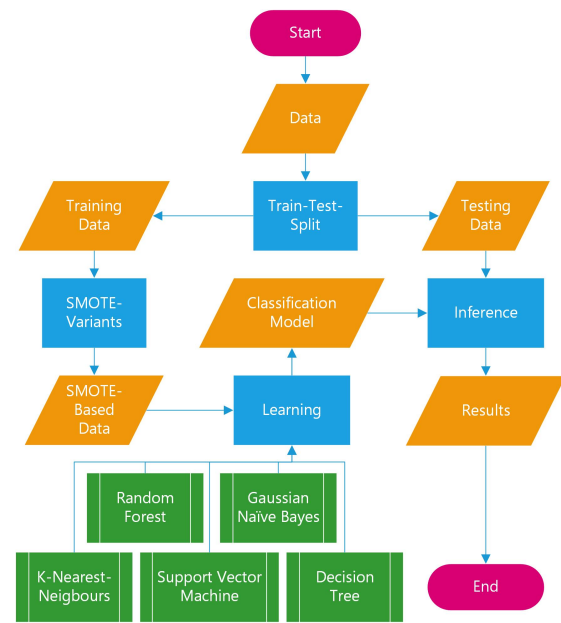 Start
Data
Training
Data
Train-Test-
Split
Testing
Data
SMOTE-
Variants
Classification
Model
Inference
SMOTE-
Based
Data
Learning
Results
Random
Forest
Gaussian
Naïve Bayes
K-Nearest-
Neigbours
Support Vector
Machine
Decision
Tree
End